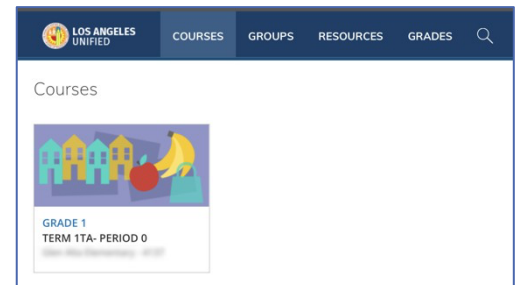 LOS ANGELES
UNIFIED
COURSES GROUPS RESOURCES GRADES
Courses
GRADE 1
TERM 1TA- PERIOD 0